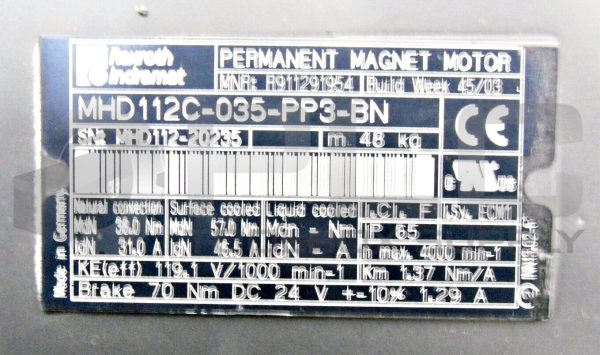 Rexroth
Indramat
PERMANENT MAGNET MOTOR
MNR: R911291954 Build Week 45/03
MHD112C-035-PP3-BN
SN: MHD112-20235 m 48 kg
CE
Natural convection Surface cooled Liquid cooled I.Cl. F I.Sy. EC1M1
MdN 38.0 Nm MdN 57.0 Nm MdN - Nm IP 65
IdN 31.0 A IdN 46.5 A IdN - A n max. 4000 min-1
KE(eff) 119.1 V/1000 min-1 Km 1.37 Nm/A
Brake 70 Nm DC 24 V +-10% 1.29 A
Made in Germany